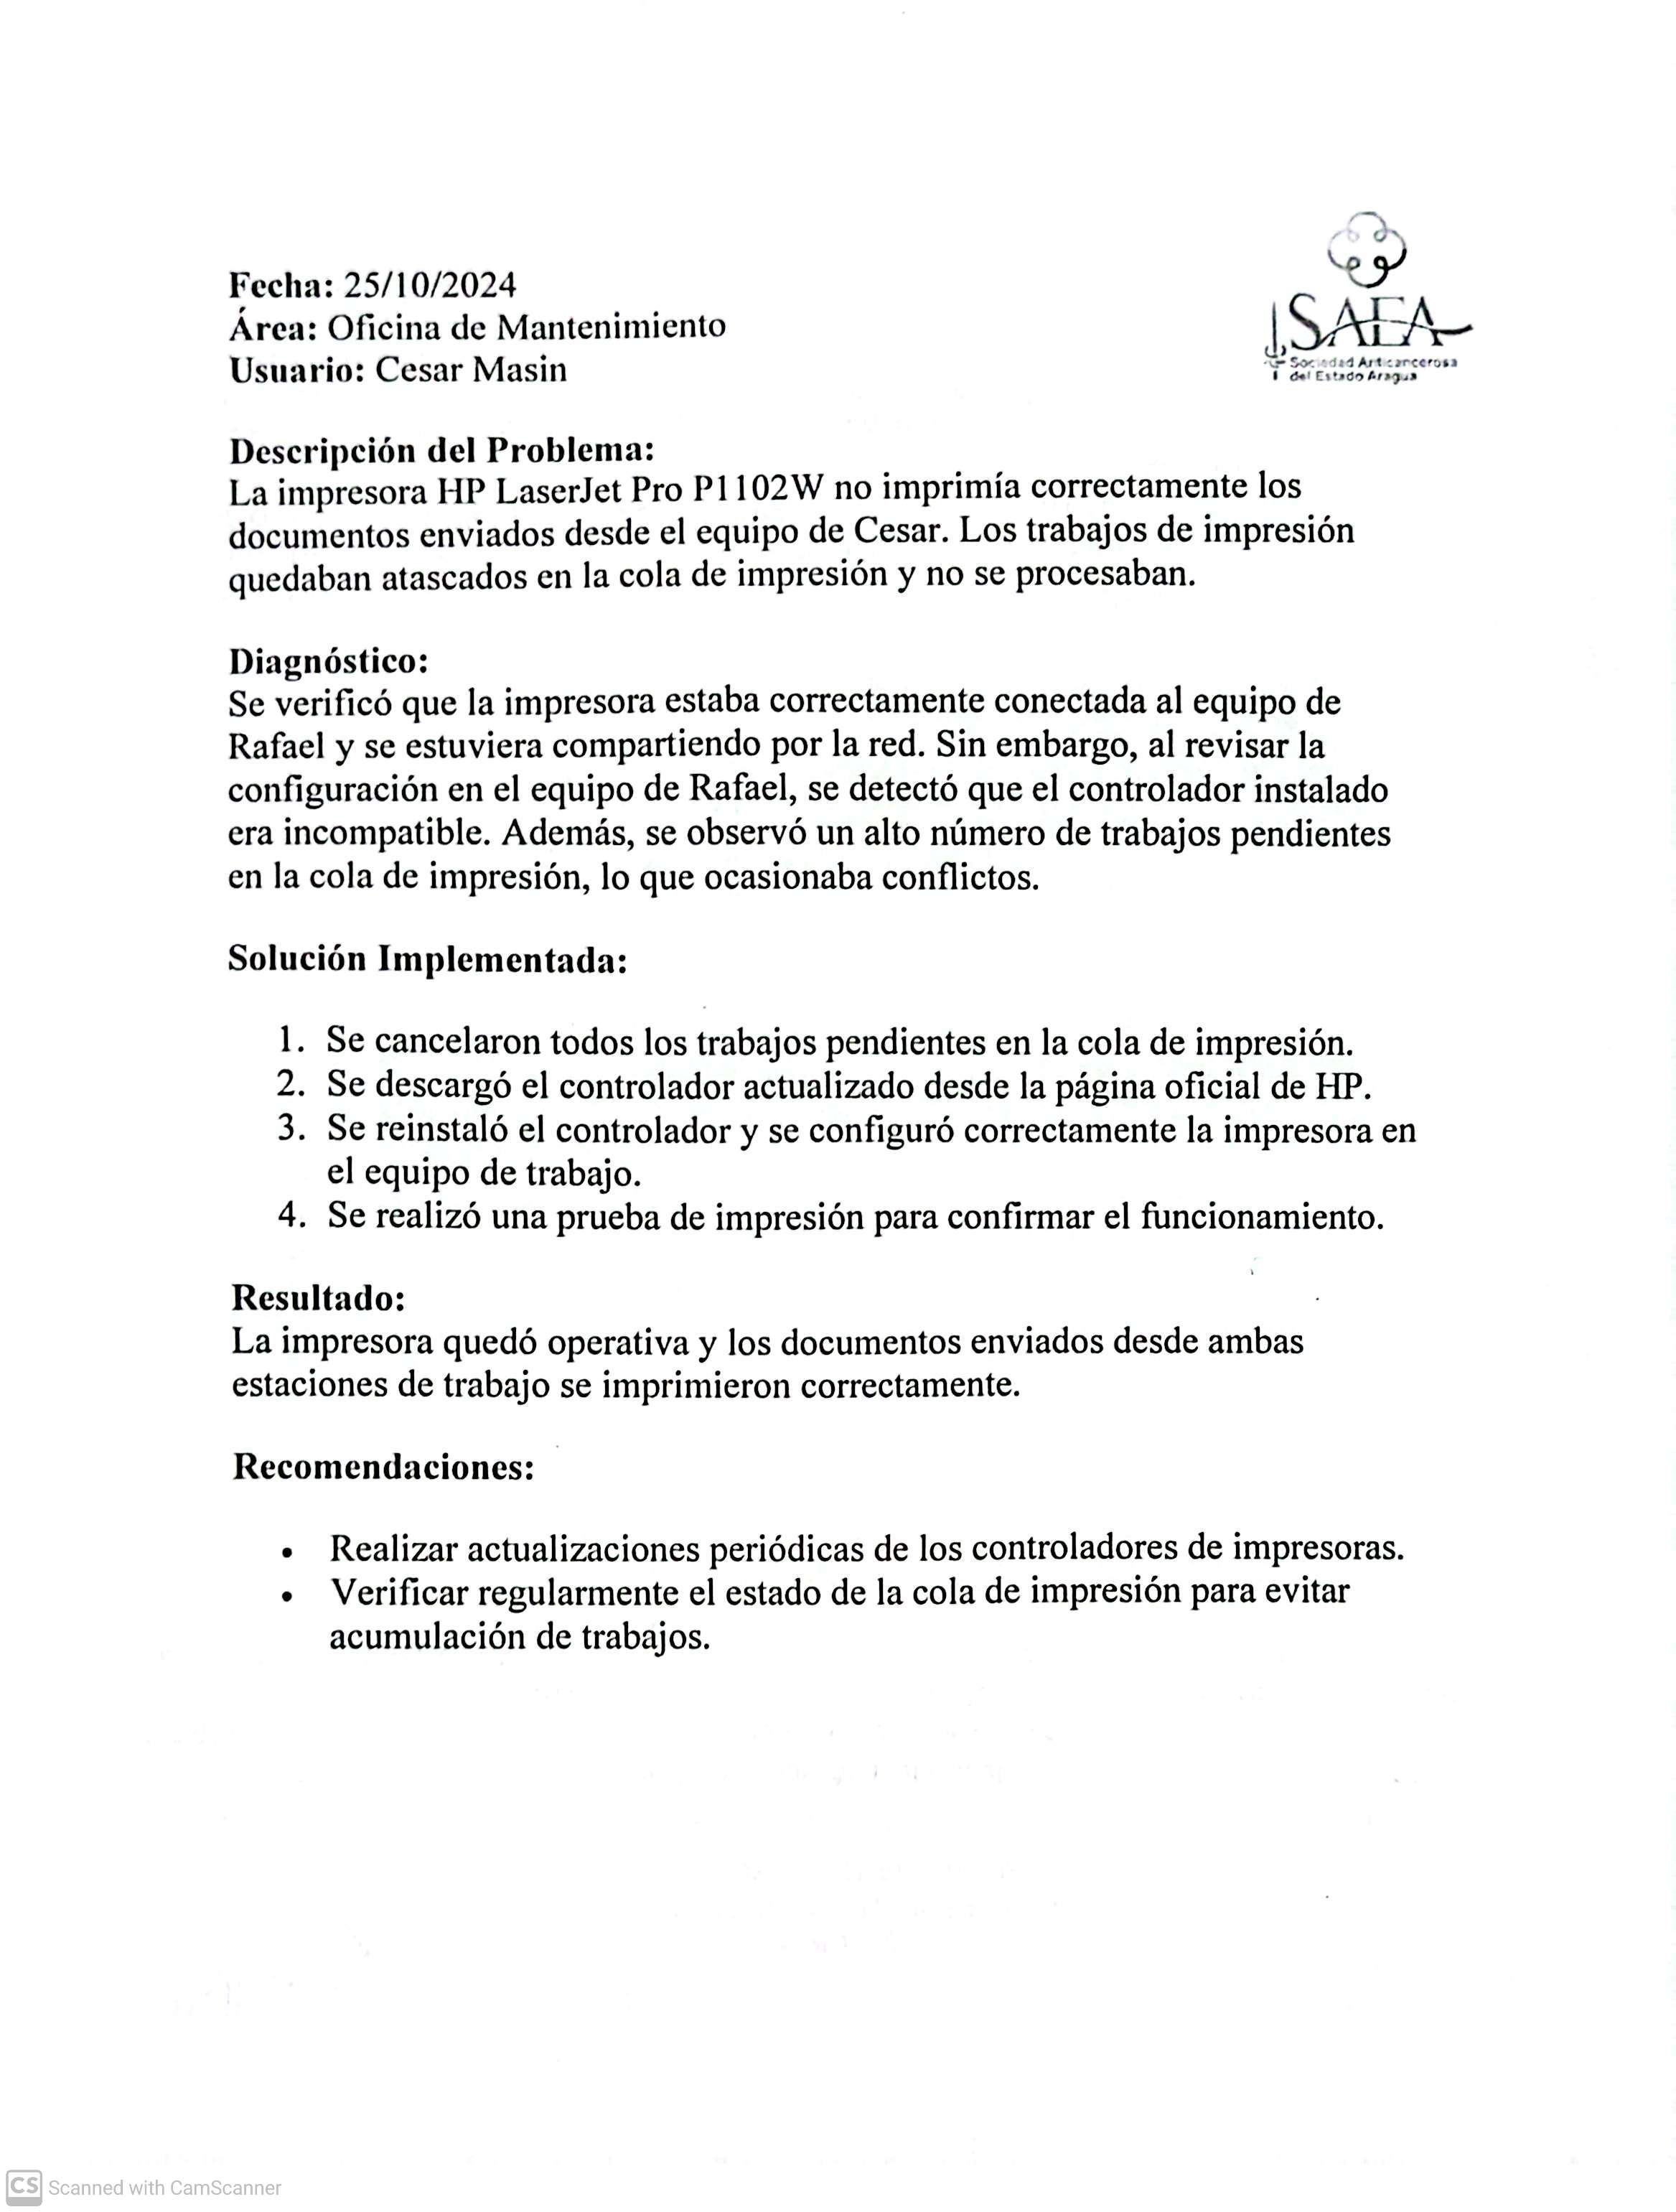 Fecha: 25/10/2024
Área: Oficina de Mantenimiento
Usuario: Cesar Masin
SAEA
Sociedad Anticancerosa
del Estado Aragua
Descripción del Problema:
La impresora HP LaserJet Pro P1102W no imprimía correctamente los
documentos enviados desde el equipo de Cesar. Los trabajos de impresión
quedaban atascados en la cola de impresión y no se procesaban.
Diagnóstico:
Se verificó que la impresora estaba correctamente conectada al equipo de
Rafael y se estuviera compartiendo por la red. Sin embargo, al revisar la
configuración en el equipo de Rafael, se detectó que el controlador instalado
era incompatible. Además, se observó un alto número de trabajos pendientes
en la cola de impresión, lo que ocasionaba conflictos.
Solución Implementada:
1. Se cancelaron todos los trabajos pendientes en la cola de impresión.
2. Se descargó el controlador actualizado desde la página oficial de HP.
3. Se reinstaló el controlador y se configuró correctamente la impresora en
el equipo de trabajo.
4. Se realizó una prueba de impresión para confirmar el funcionamiento.
Resultado:
La impresora quedó operativa y los documentos enviados desde ambas
estaciones de trabajo se imprimieron correctamente.
Recomendaciones:
• Realizar actualizaciones periódicas de los controladores de impresoras.
• Verificar regularmente el estado de la cola de impresión para evitar
acumulación de trabajos.
CS Scanned with CamScanner